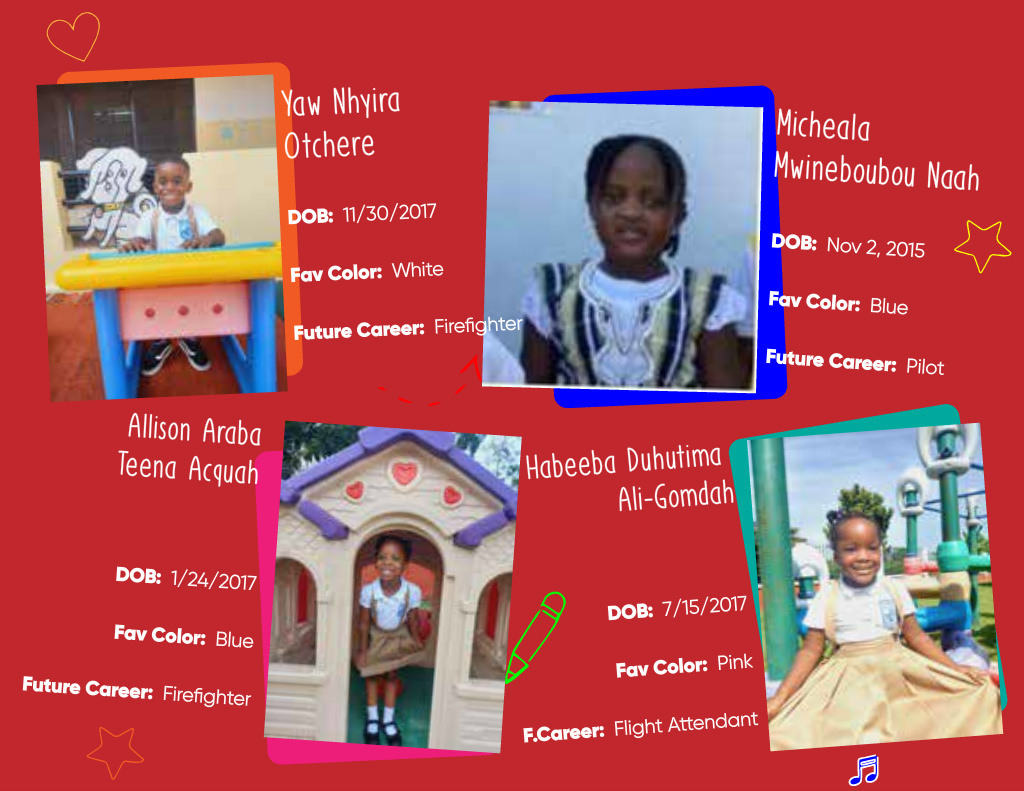 Yaw Nhyira
Otchere
DOB: 11/30/2017
Fav Color: White
Future Career: Firefighter
Micheala
Mwineboubou Naah
DOB: Nov 2, 2015
Fav Color: Blue
Future Career: Pilot
Allison Araba
Teena Acquah
DOB: 1/24/2017
Fav Color: Blue
Future Career: Firefighter
Habeeba Duhutima
Ali-Gomdah
DOB: 7/15/2017
Fav Color: Pink
F.Career: Flight Attendant